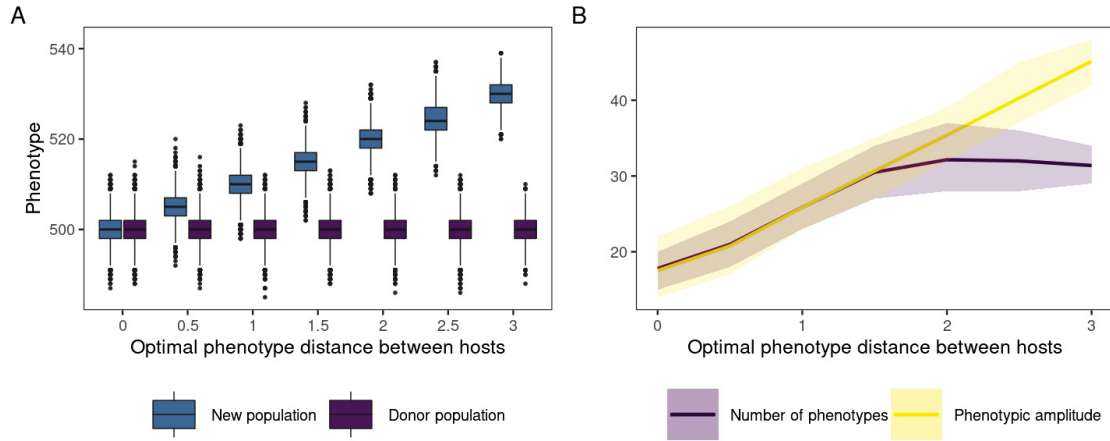 A
Phenotype
540
520
500
0 0.5 1 1.5 2 2.5 3
Optimal phenotype distance between hosts
New population Donor population
B
40
30
20
0 1 2 3
Optimal phenotype distance between hosts
Number of phenotypes Phenotypic amplitude